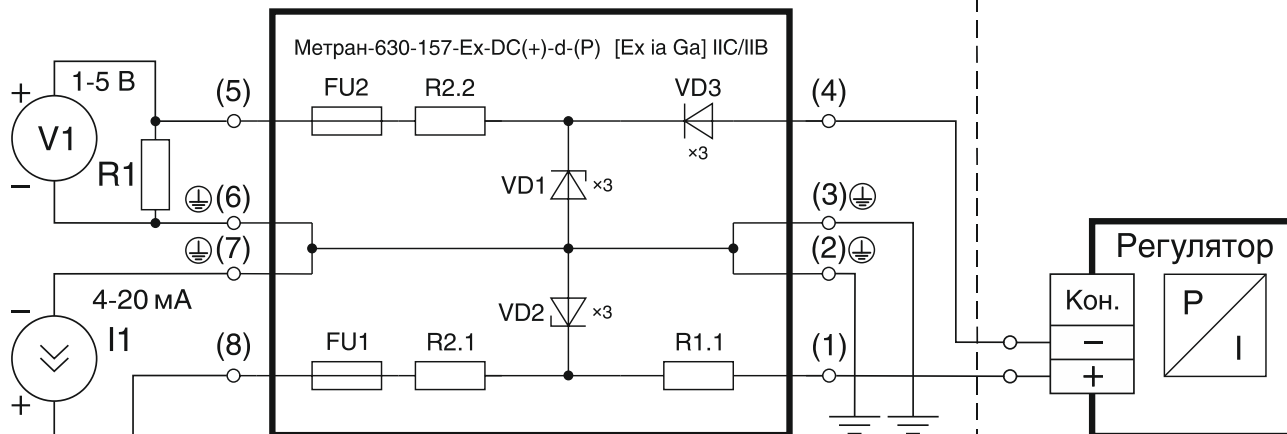 Метран-630-157-Ex-DC(+)-d-(P) [Ex ia Ga] IIC/IIB
1-5 В
+
V1
−
R1
(5)
FU2
R2.2
VD3
×3
(4)
VD1
×3
(6)
(3)
(7)
(2)
Регулятор
4-20 мА
−
I1
+
VD2
×3
Кон.
−
+
P
I
(8)
FU1
R2.1
R1.1
(1)